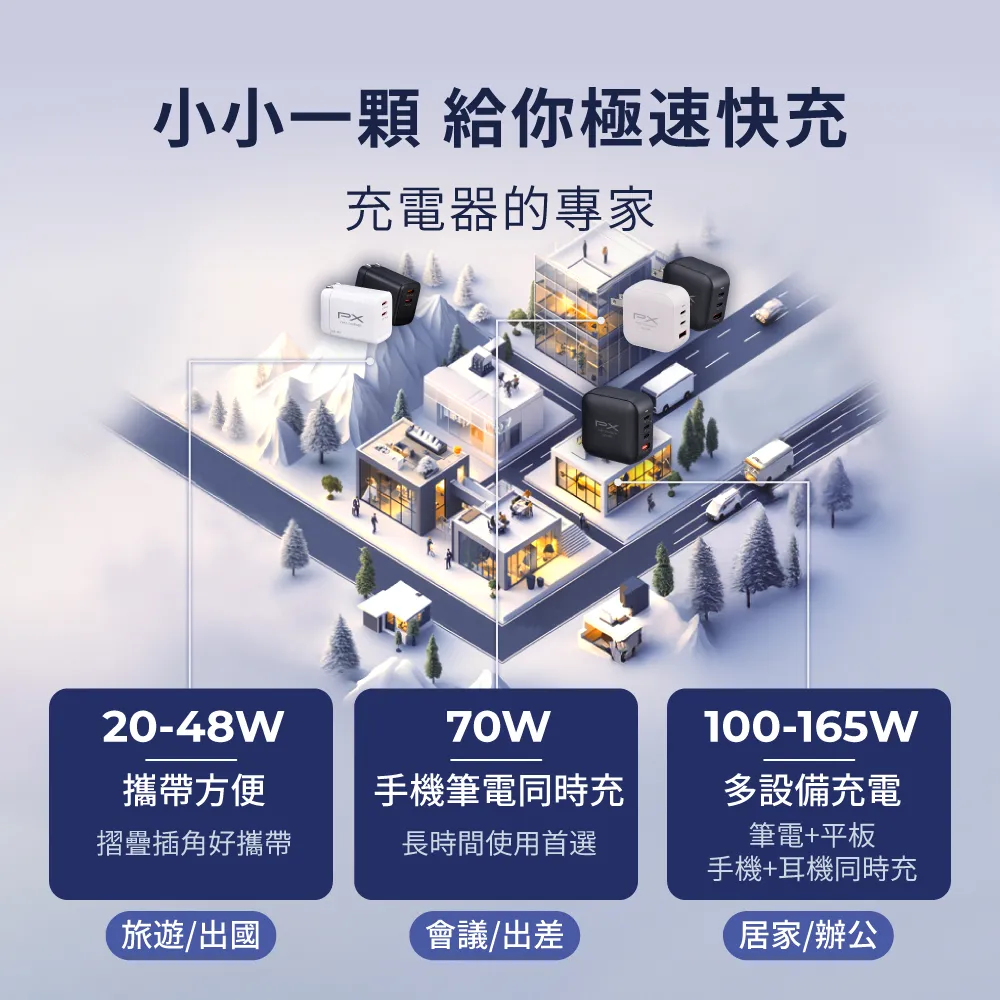 小小一顆 給你極速快充
充電器的專家
PX
PX
PX
20-48W
攜帶方便
摺疊插角好攜帶
旅遊/出國
70W
手機筆電同時充
長時間使用首選
會議/出差
100-165W
多設備充電
筆電+平板
手機+耳機同時充
居家/辦公